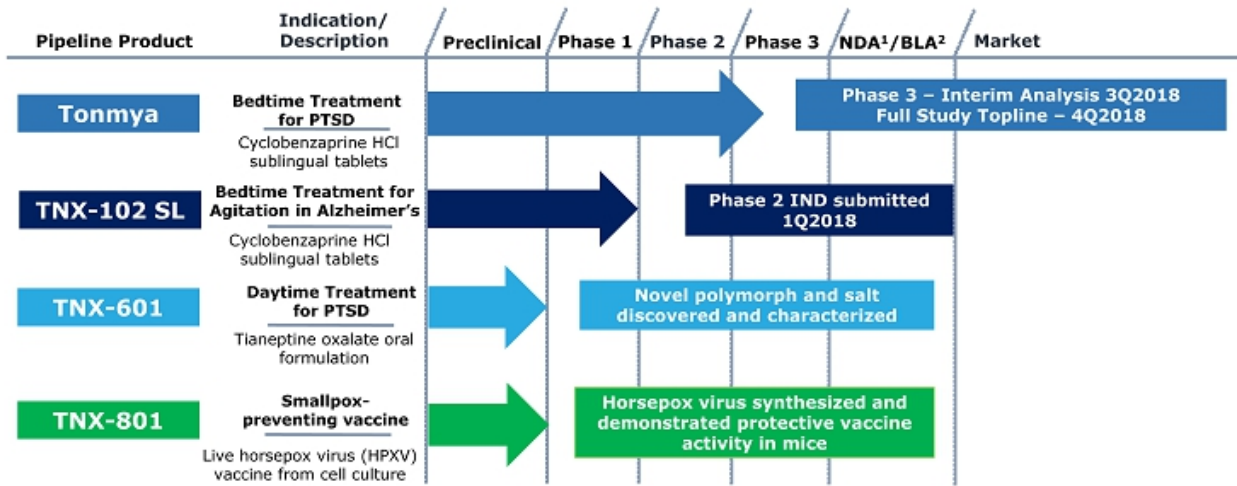 Indication/
Pipeline Product Description Preclinical Phase 1 Phase 2 Phase 3 NDA¹/BLA² Market
Tonmya
Bedtime Treatment
for PTSD
Cyclobenzaprine HCl
sublingual tablets
Phase 3 – Interim Analysis 3Q2018
Full Study Topline – 4Q2018
TNX-102 SL
Bedtime Treatment for
Agitation in Alzheimer's
Cyclobenzaprine HCl
sublingual tablets
Phase 2 IND submitted
1Q2018
TNX-601
Daytime Treatment
for PTSD
Tianeptine oxalate oral
formulation
Novel polymorph and salt
discovered and characterized
TNX-801
Smallpox-
preventing vaccine
Live horsepox virus (HPXV)
vaccine from cell culture
Horsepox virus synthesized and
demonstrated protective vaccine
activity in mice